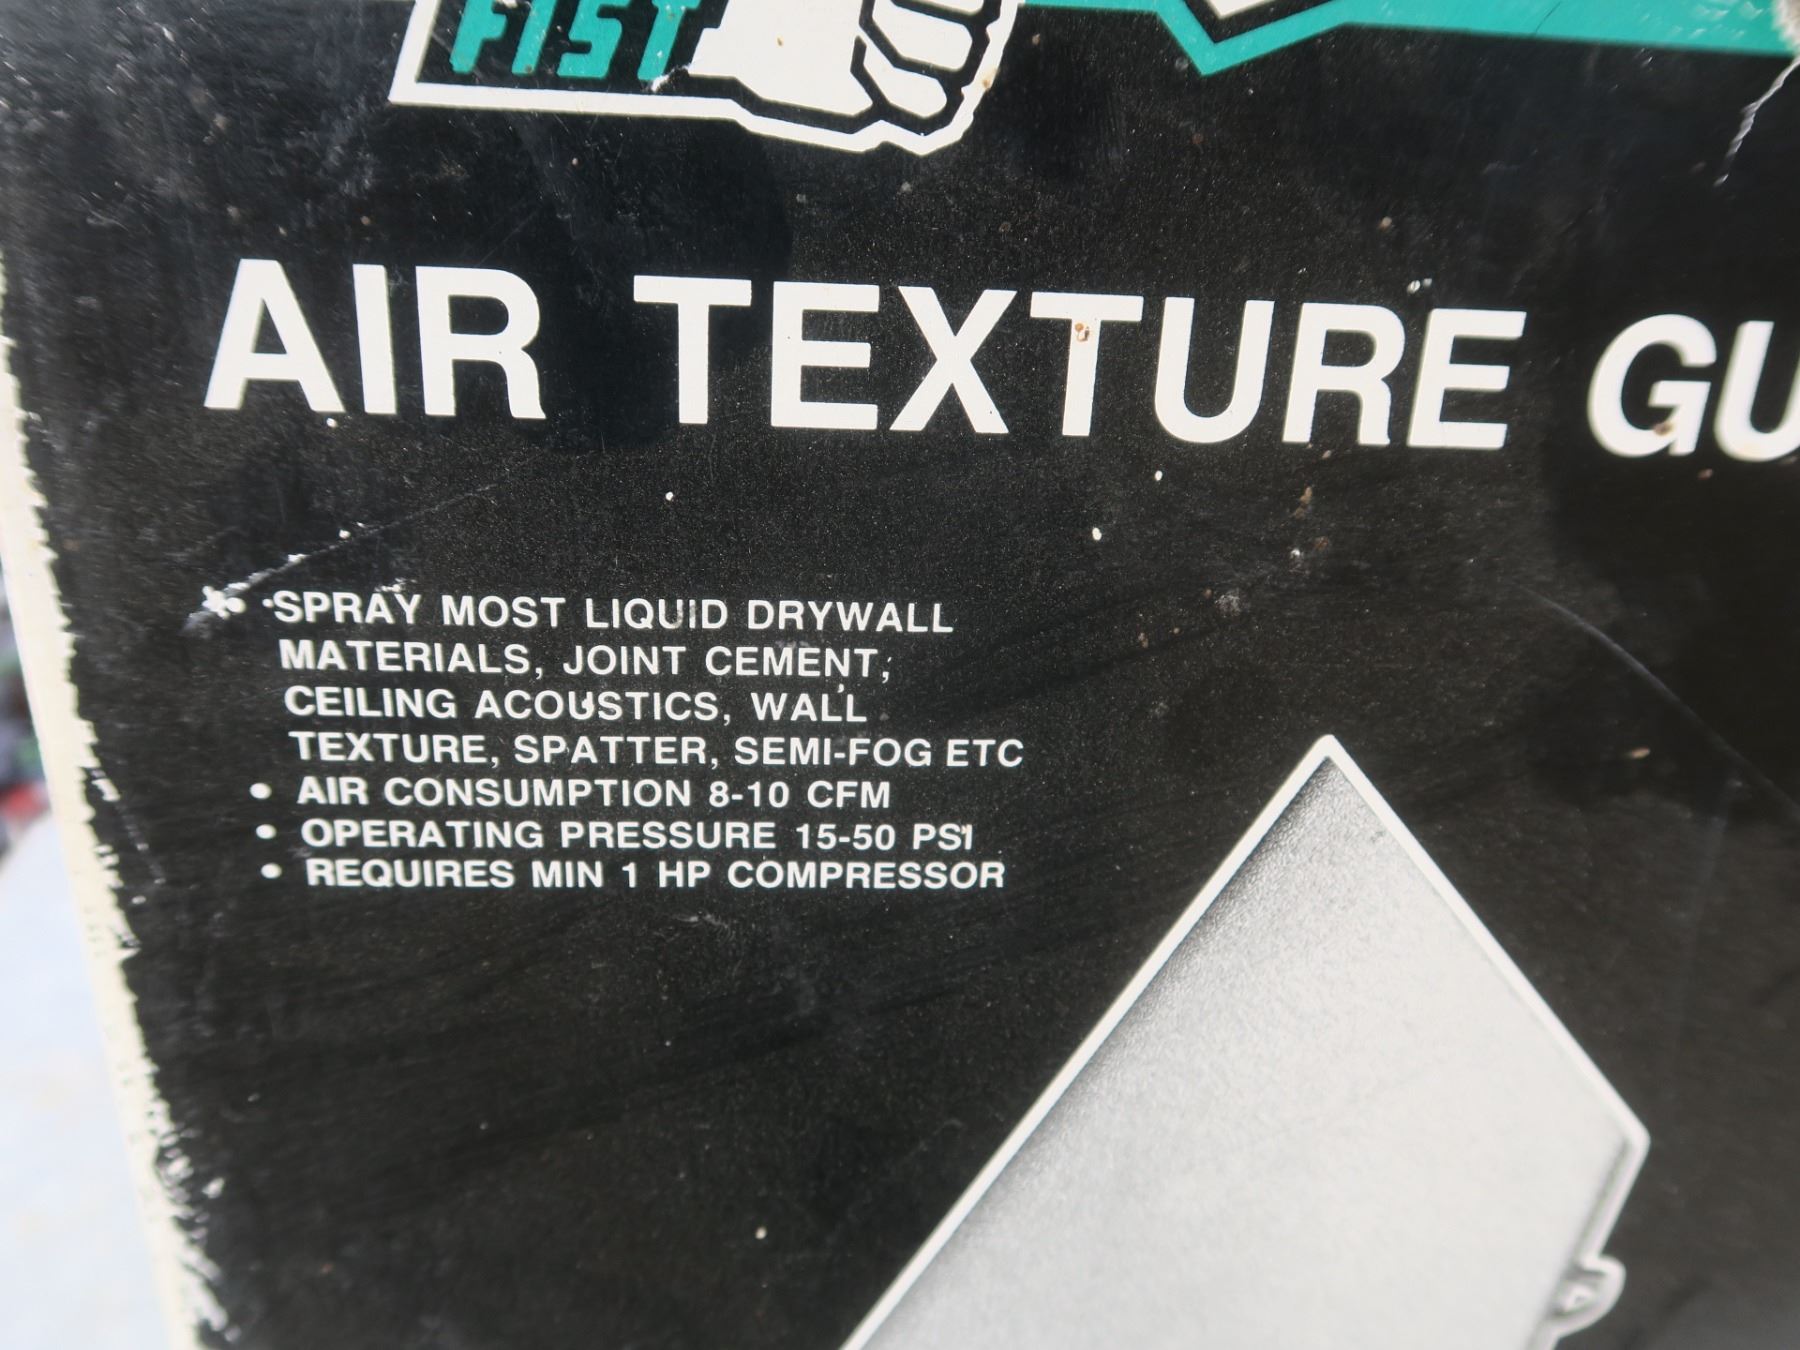 FIST
AIR TEXTURE GU
• SPRAY MOST LIQUID DRYWALL
MATERIALS, JOINT CEMENT,
CEILING ACOUSTICS, WALL
TEXTURE, SPATTER, SEMI-FOG ETC
• AIR CONSUMPTION 8-10 CFM
• OPERATING PRESSURE 15-50 PSI
• REQUIRES MIN 1 HP COMPRESSOR